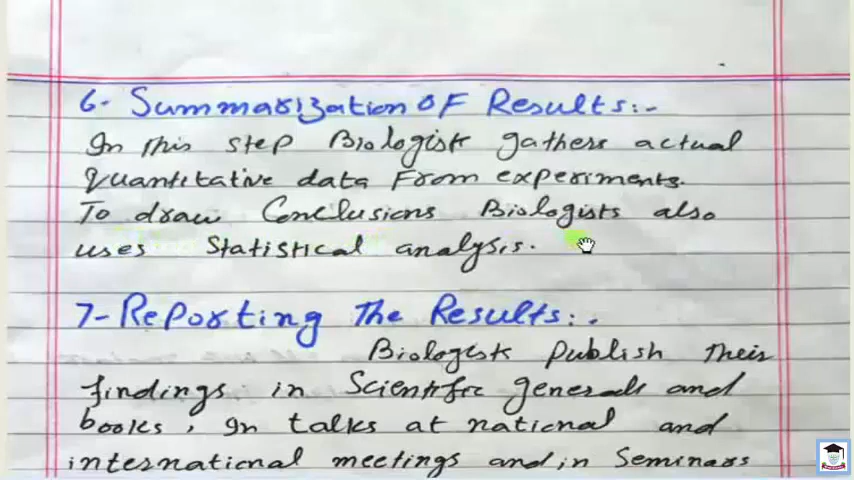 6- Summarization OF Results:-
In this step Biologist gathers actual
quantitative data From experiments.
To draw Conclusions Biologists also
uses Statistical analysis.
7- Reporting The Results:-
Biologists Publish their
findings in Scientific generals and
books, In talks at national and
international meetings and in Seminars